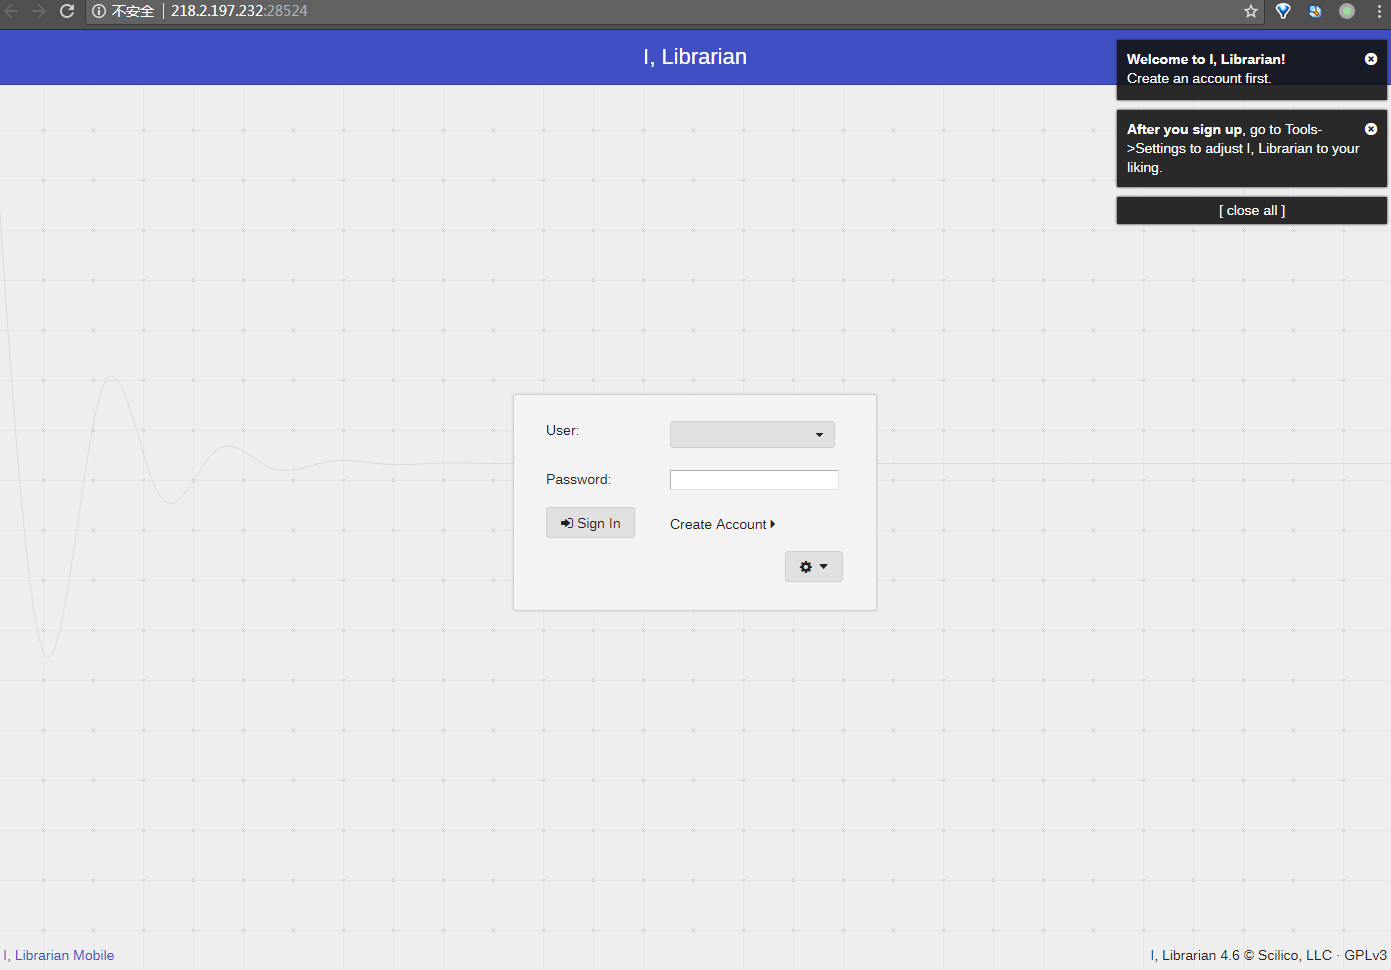 不安全 218.2.197.232:28524
I, Librarian
Welcome to I, Librarian!
Create an account first.
After you sign up, go to Tools-
>Settings to adjust I, Librarian to your
liking.
[ close all ]
User:
Password:
Sign In Create Account
I, Librarian Mobile
I, Librarian 4.6 © Scilico, LLC · GPLv3